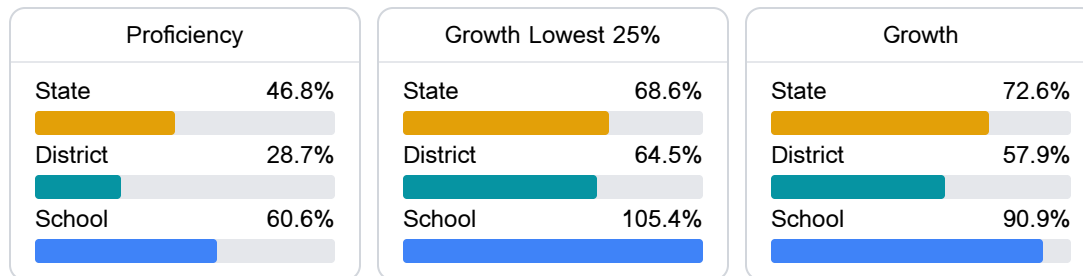 Proficiency
State 46.8%
District 28.7%
School 60.6%
Growth Lowest 25%
State 68.6%
District 64.5%
School 105.4%
Growth
State 72.6%
District 57.9%
School 90.9%